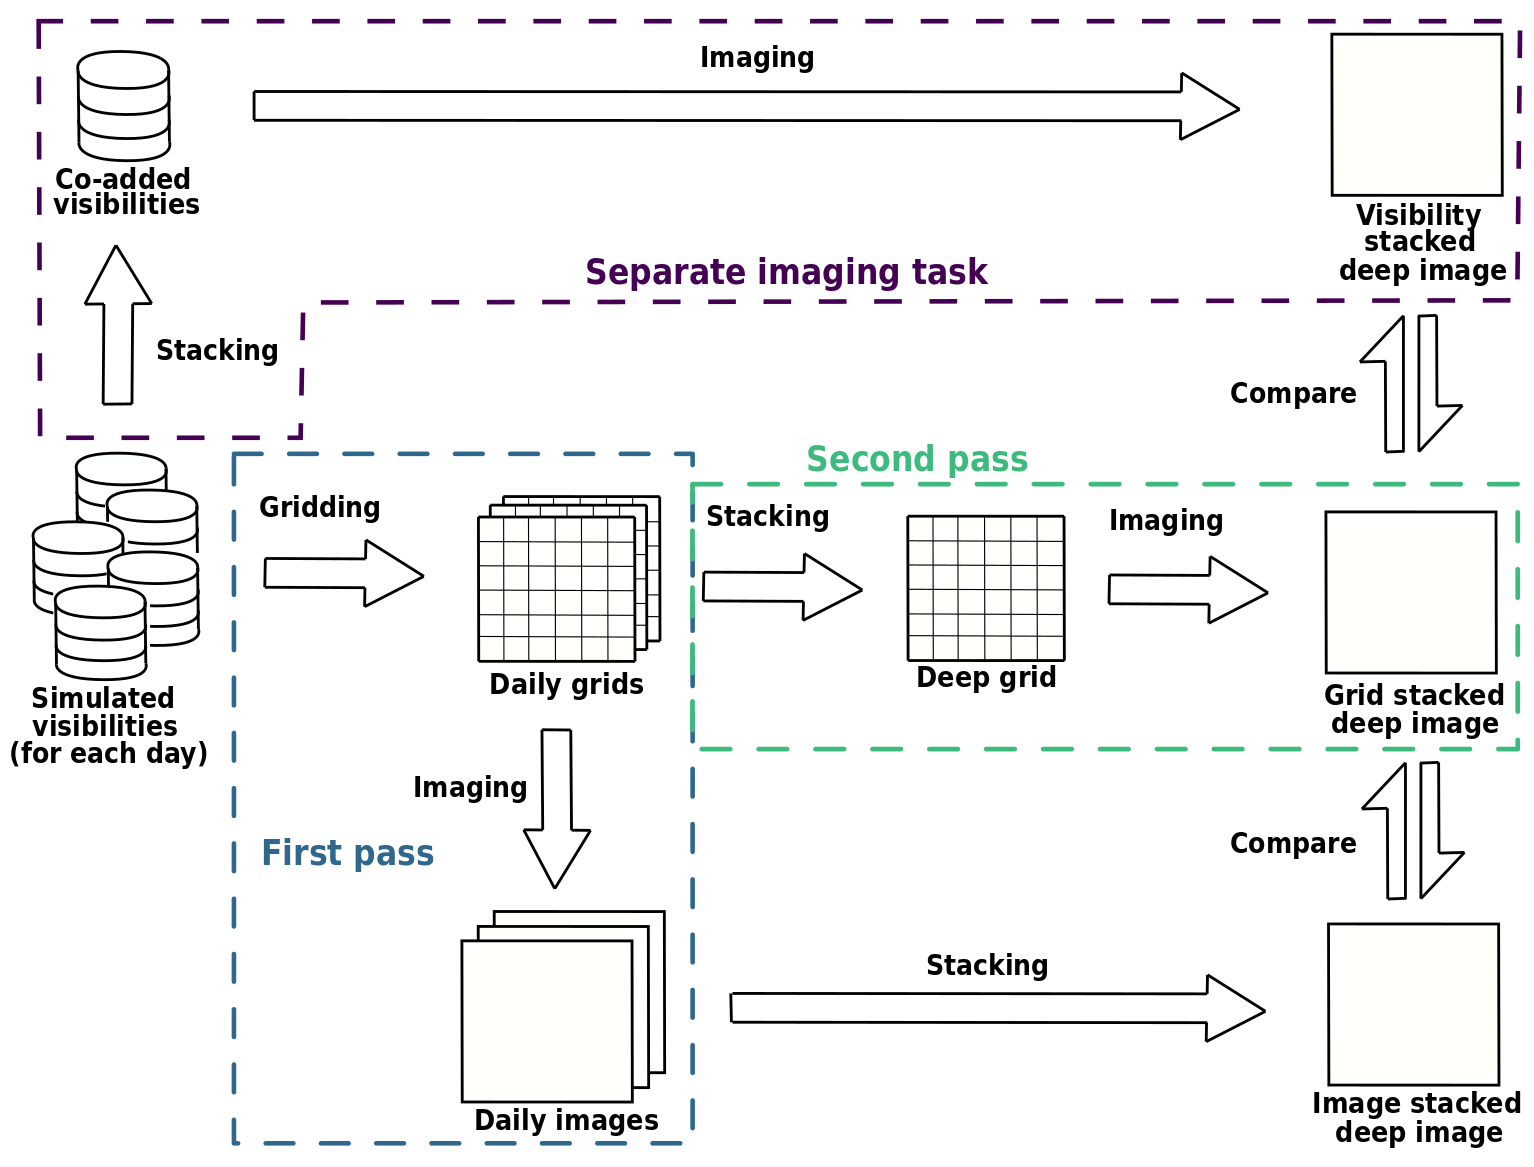 Imaging
Co-added
visibilities
Visibility
stacked
deep image
Separate imaging task
Stacking
Compare
Second pass
Gridding
Stacking
Imaging
Daily grids
Deep grid
Simulated
visibilities
(for each day)
Grid stacked
deep image
Imaging
First pass
Compare
Stacking
Daily images
Image stacked
deep image